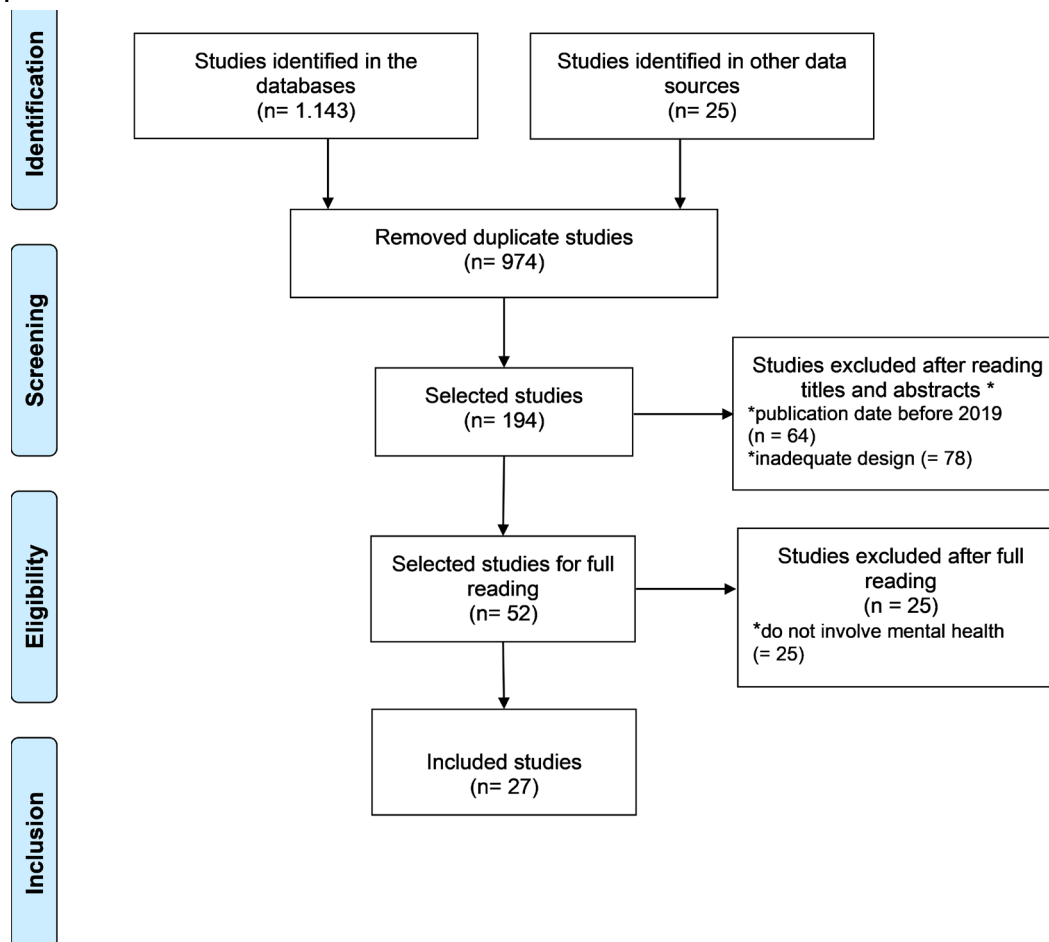 Identification
Studies identified in the
databases
(n= 1.143)
Studies identified in other data
sources
(n= 25)
Removed duplicate studies
(n= 974)
Screening
Selected studies
(n= 194)
Studies excluded after reading
titles and abstracts *
*publication date before 2019
(n = 64)
*inadequate design (= 78)
Eligibility
Selected studies for full
reading
(n= 52)
Studies excluded after full
reading
(n = 25)
*do not involve mental health
(= 25)
Inclusion
Included studies
(n= 27)